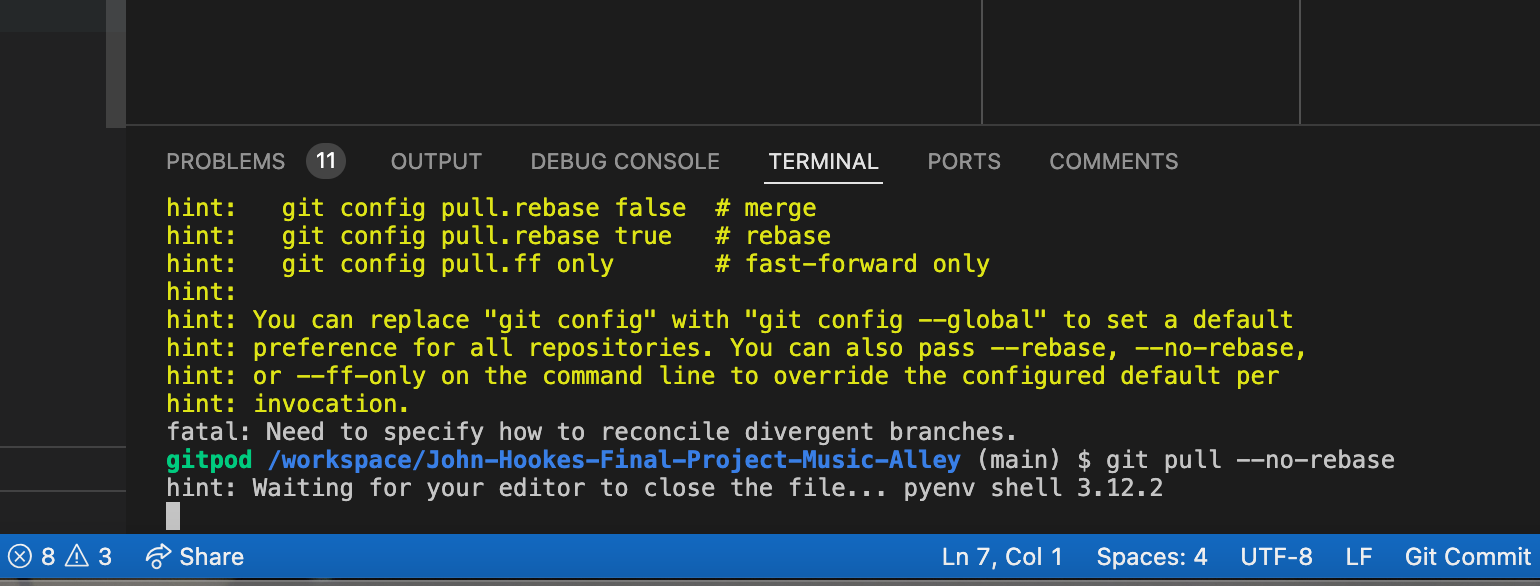 PROBLEMS 11 OUTPUT DEBUG CONSOLE TERMINAL PORTS COMMENTS
hint:   git config pull.rebase false  # merge
hint:   git config pull.rebase true   # rebase
hint:   git config pull.ff only       # fast-forward only
hint:
hint: You can replace "git config" with "git config --global" to set a default
hint: preference for all repositories. You can also pass --rebase, --no-rebase,
hint: or --ff-only on the command line to override the configured default per
hint: invocation.
fatal: Need to specify how to reconcile divergent branches.
gitpod /workspace/John-Hookes-Final-Project-Music-Alley (main) $ git pull --no-rebase
hint: Waiting for your editor to close the file... pyenv shell 3.12.2
8 3 Share Ln 7, Col 1 Spaces: 4 UTF-8 LF Git Commit